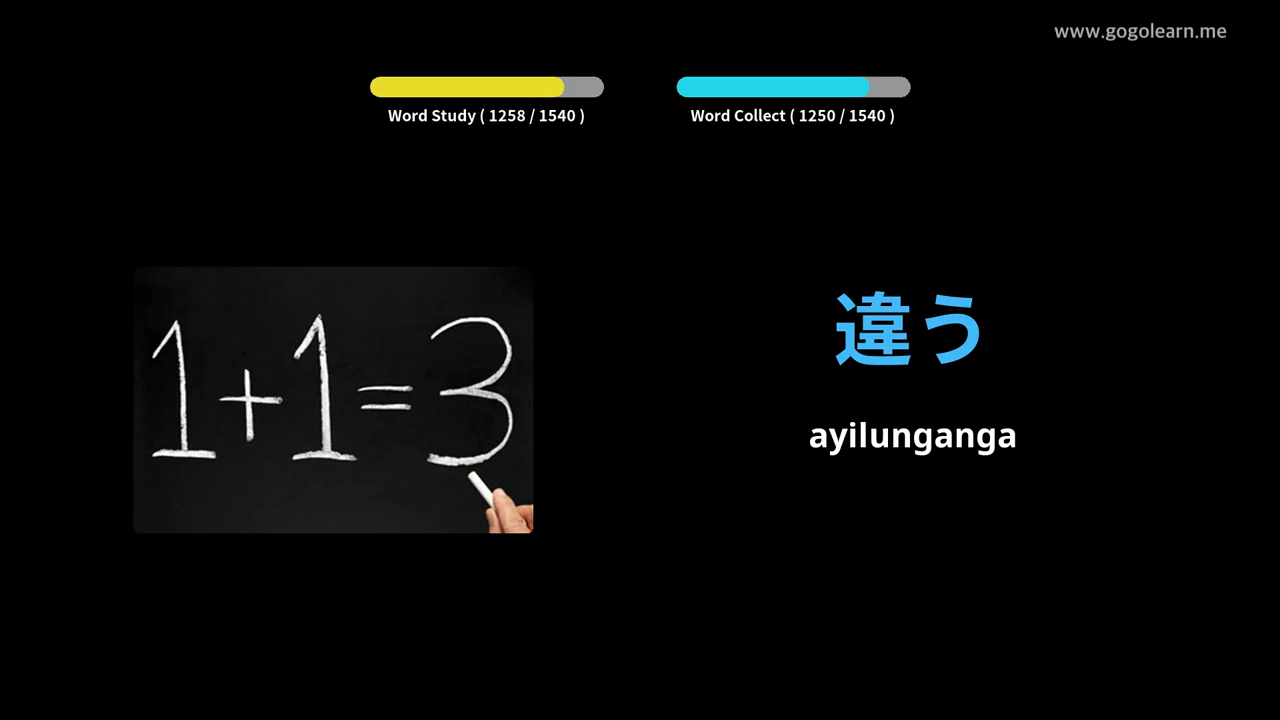 www.gogolearn.me
Word Study ( 1258 / 1540 )
Word Collect ( 1250 / 1540 )
1+1=3
違う
ayilunganga